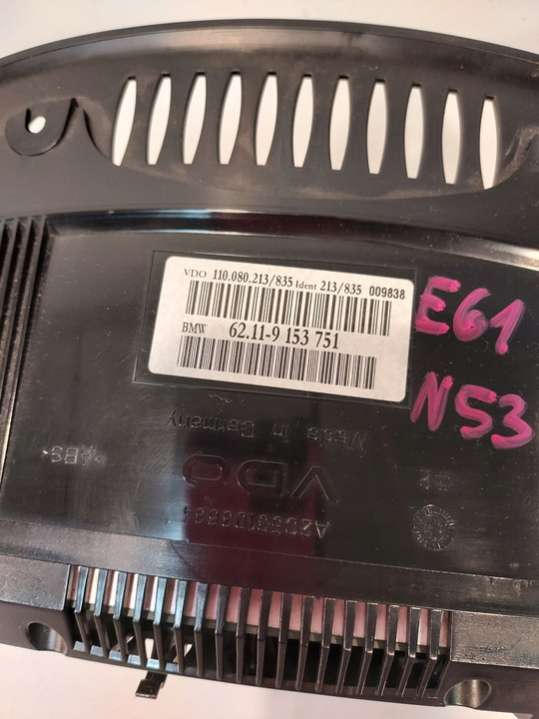 VDO 110.080.213/835 Ident 213/835 009838
BMW 62.11-9 153 751
E61
N53
Made in Germany
>ABS<
VDO